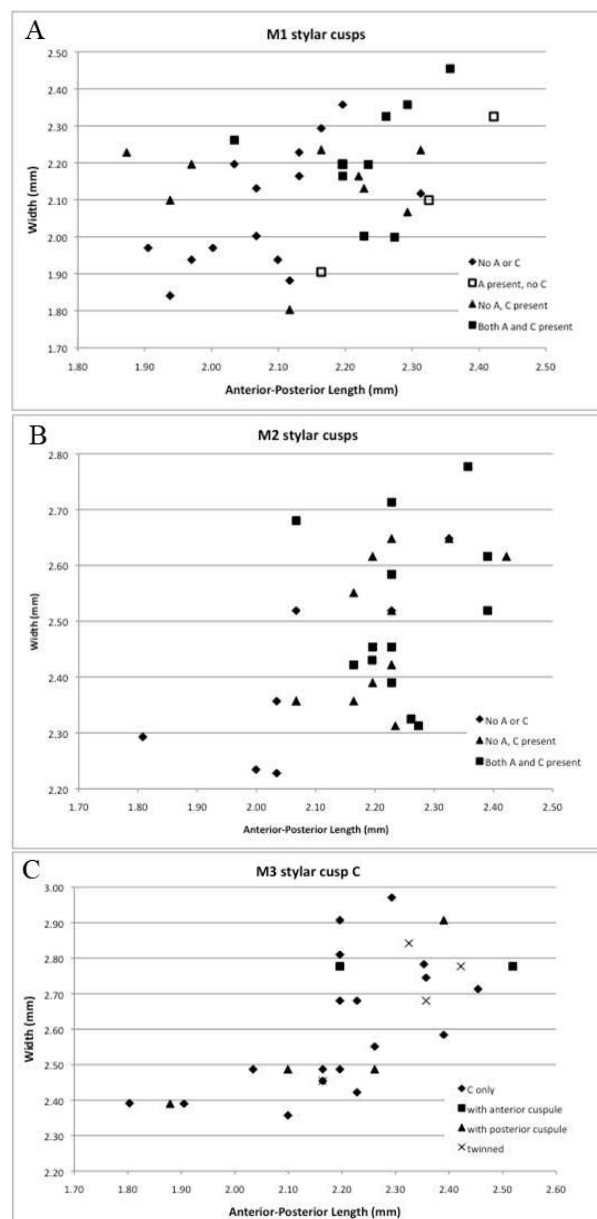 A
M1 stylar cusps
2.50
2.40
2.30
2.20
2.10
2.00
1.90
1.80
1.70
Width (mm)
No A or C
A present, no C
No A, C present
Both A and C present
1.80 1.90 2.00 2.10 2.20 2.30 2.40 2.50
Anterior-Posterior Length (mm)
B
M2 stylar cusps
2.80
2.70
2.60
2.50
2.40
2.30
2.20
Width (mm)
No A or C
No A, C present
Both A and C present
1.70 1.80 1.90 2.00 2.10 2.20 2.30 2.40 2.50
Anterior-Posterior Length (mm)
C
M3 stylar cusp C
3.00
2.90
2.80
2.70
2.60
2.50
2.40
2.30
2.20
Width (mm)
C only
with anterior cuspule
with posterior cuspule
twinned
1.70 1.80 1.90 2.00 2.10 2.20 2.30 2.40 2.50 2.60
Anterior-Posterior Length (mm)